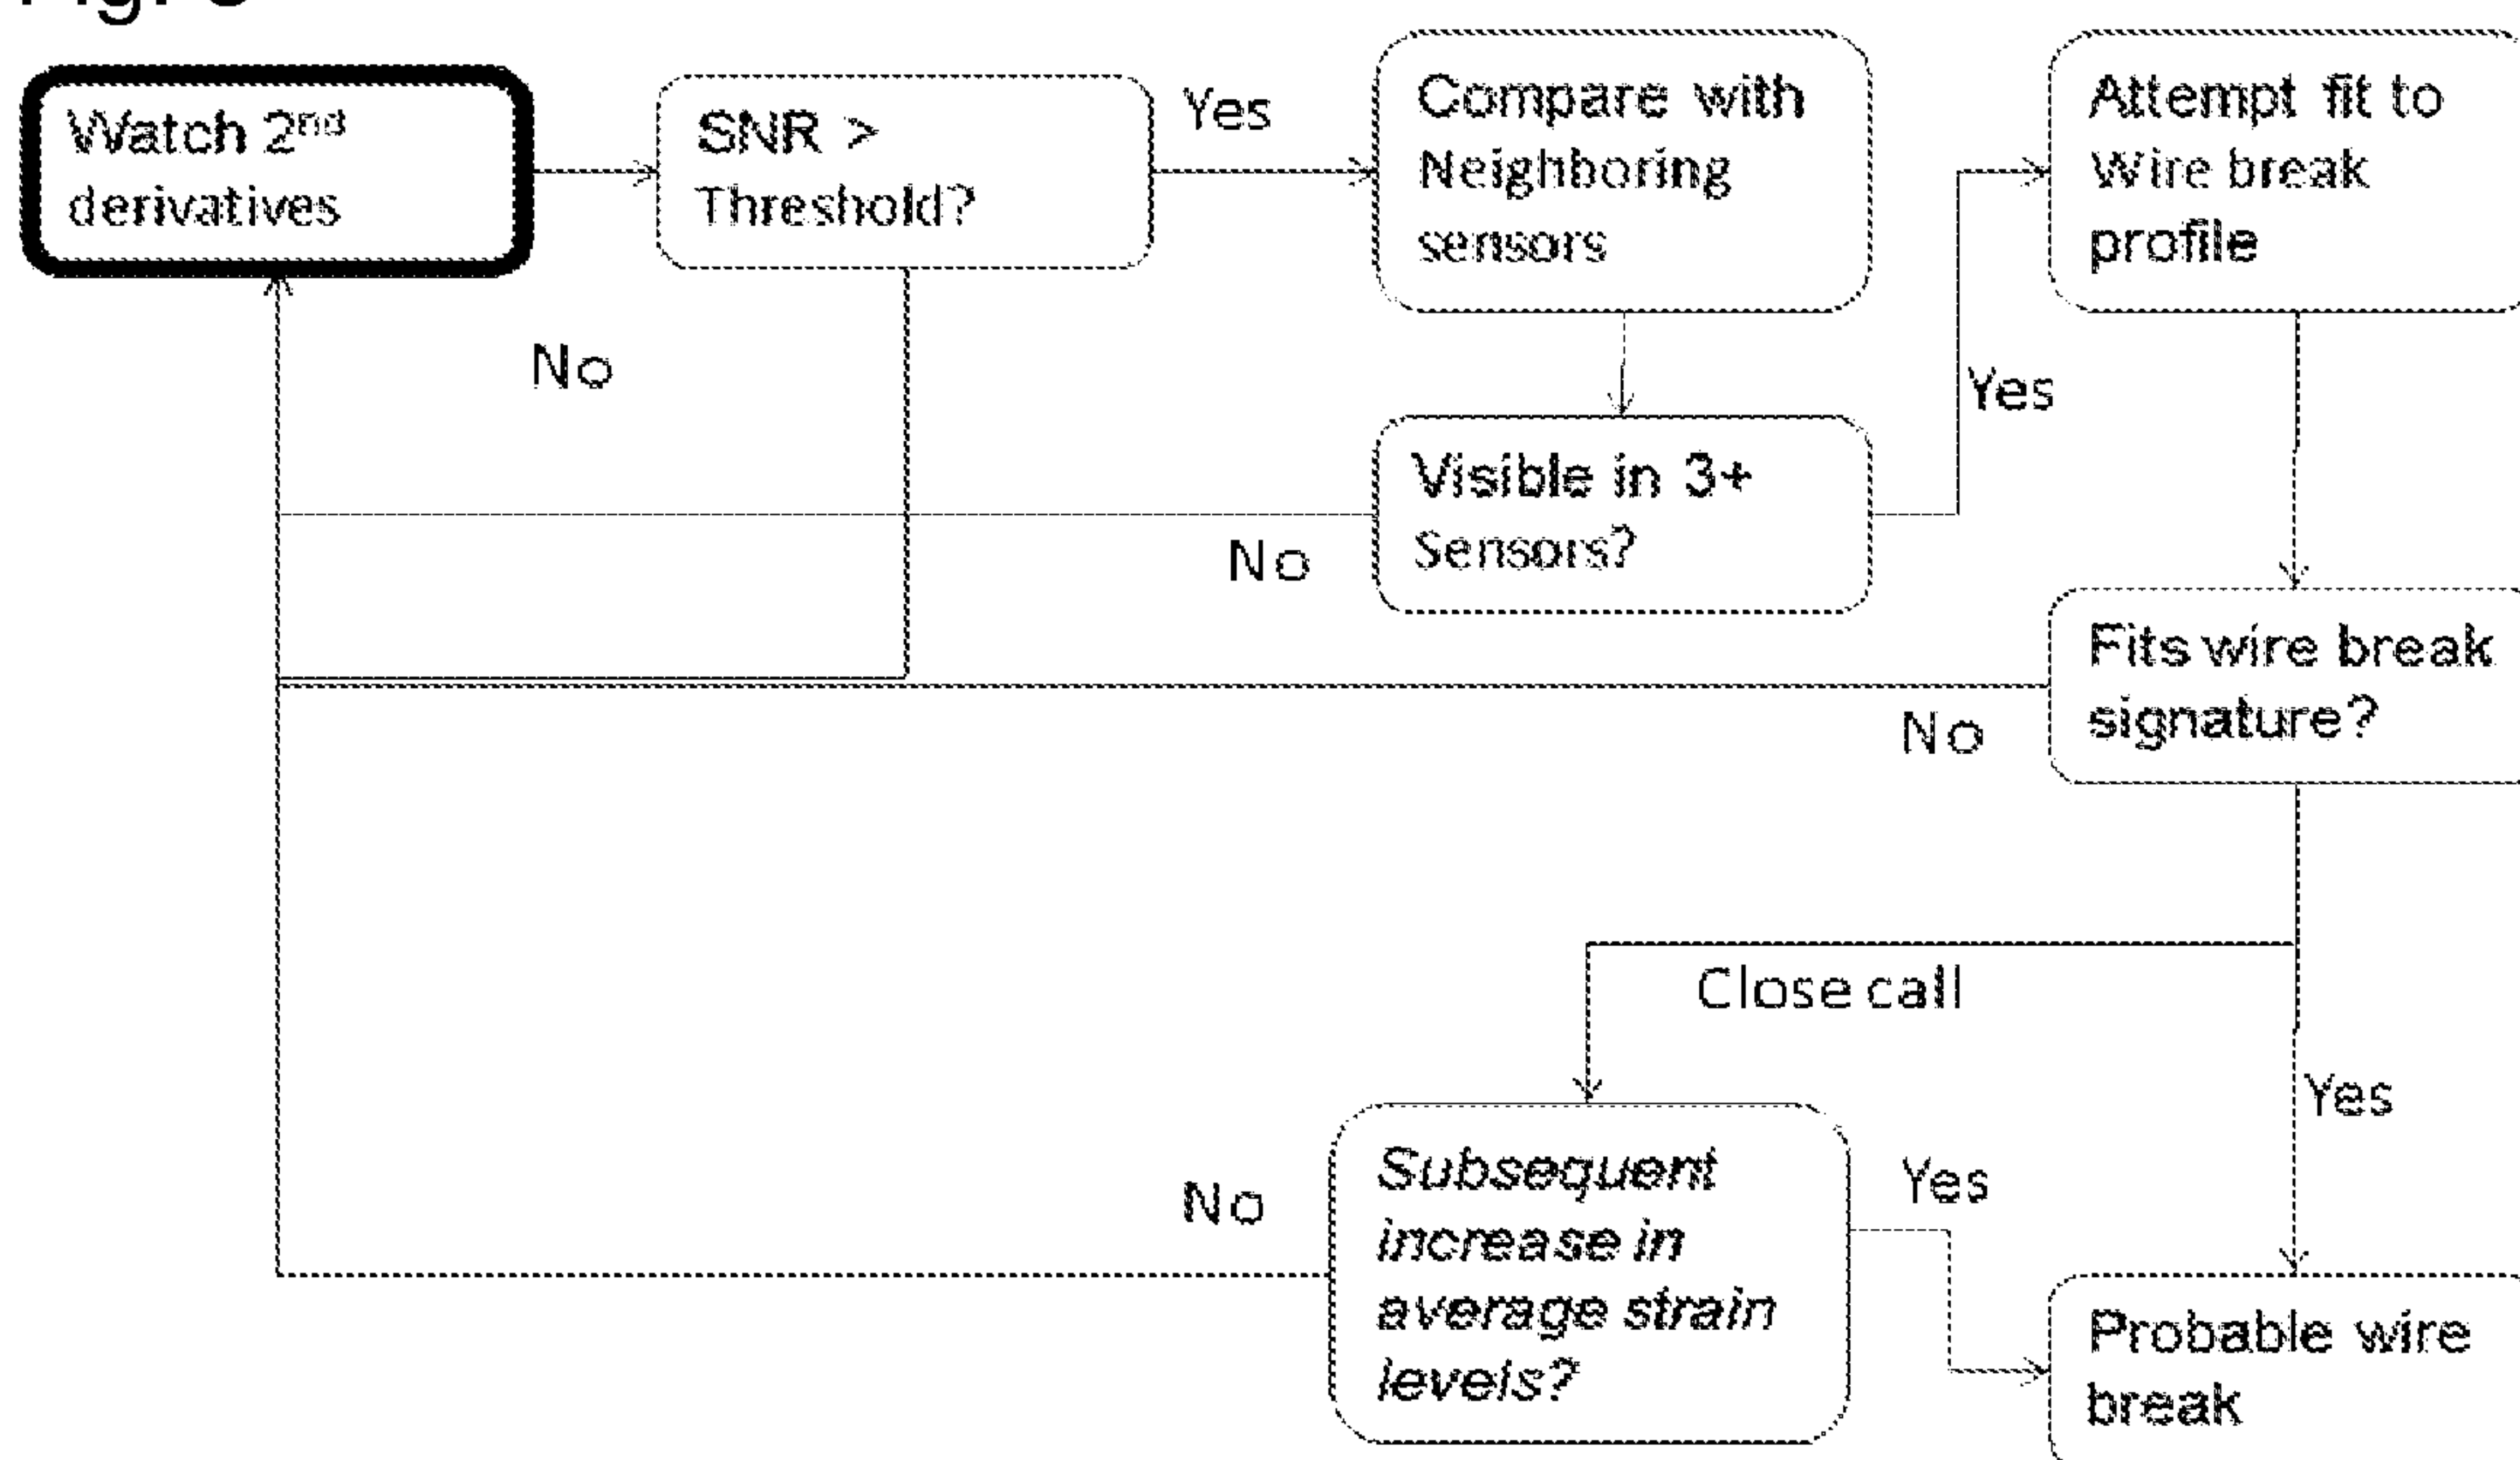 Watch 2nd
derivatives
SNR >
Threshold?
Yes
Compare with
Neighboring
sensors
Attempt fit to
Wire break
profile
No
Yes
Visible in 3+
Sensors?
No
Fits wire break
signature?
No
Close call
Yes
Subsequent
increase in
average strain
levels?
No
Yes
Probable wire
break